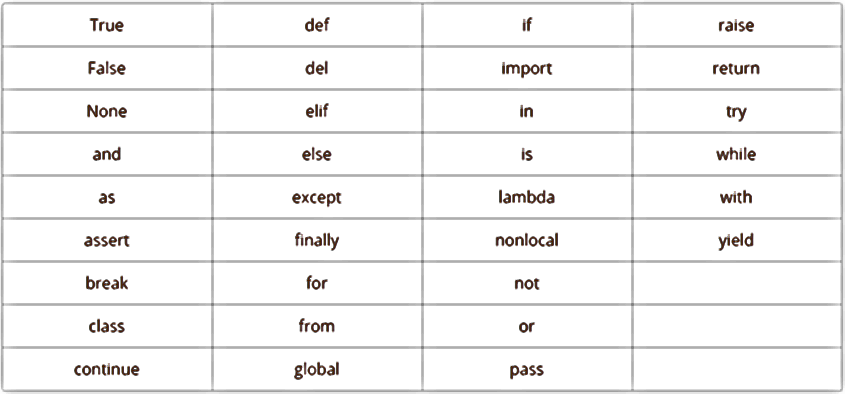 True def if raise
False del import return
None elif in try
and else is while
as except lambda with
assert finally nonlocal yield
break for not
class from or
continue global pass